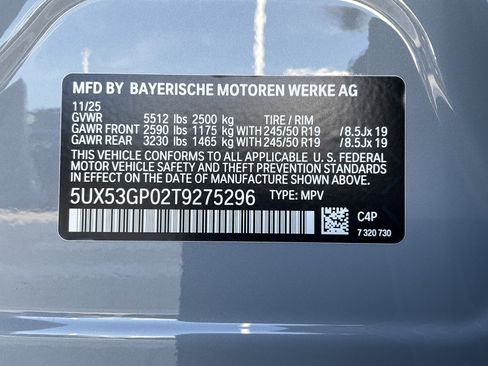 MFD BY BAYERISCHE MOTOREN WERKE AG
11/25
GVWR 5512 lbs 2500 kg TIRE / RIM
GAWR FRONT 2590 lbs 1175 kg WITH 245/50 R19 /8.5Jx 19
GAWR REAR 3230 lbs 1465 kg WITH 245/50 R19 /8.5Jx 19
THIS VEHICLE CONFORMS TO ALL APPLICABLE U. S. FEDERAL
MOTOR VEHICLE SAFETY, BUMPER, AND THEFT PREVENTION
STANDARDS IN EFFECT ON THE DATE OF MANUFACTURE SHOWN ABOVE.
5UX53GP02T9275296 TYPE: MPV
C4P
7 320 730